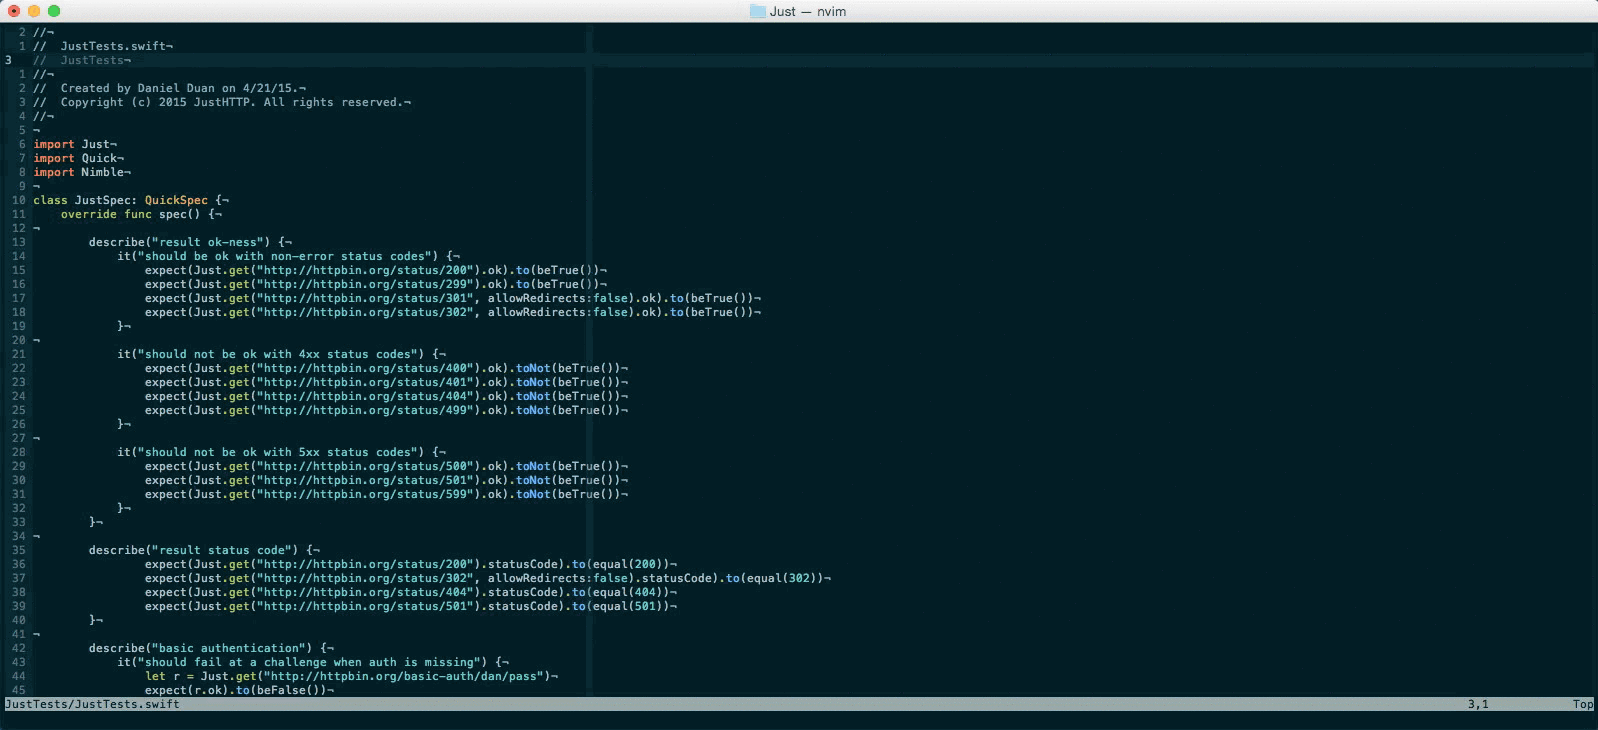 Just — nvim
2 //¬
1 //  JustTests.swift¬
3 //  JustTests¬
1 //¬
2 //  Created by Daniel Duan on 4/21/15.¬
3 //  Copyright (c) 2015 JustHTTP. All rights reserved.¬
4 //¬
5 ¬
6 import Just¬
7 import Quick¬
8 import Nimble¬
9 ¬
10 class JustSpec: QuickSpec {¬
11     override func spec() {¬
12 ¬
13         describe("result ok-ness") {¬
14             it("should be ok with non-error status codes") {¬
15                 expect(Just.get("http://httpbin.org/status/200").ok).to(beTrue())¬
16                 expect(Just.get("http://httpbin.org/status/299").ok).to(beTrue())¬
17                 expect(Just.get("http://httpbin.org/status/301", allowRedirects:false).ok).to(beTrue())¬
18                 expect(Just.get("http://httpbin.org/status/302", allowRedirects:false).ok).to(beTrue())¬
19             }¬
20 ¬
21             it("should not be ok with 4xx status codes") {¬
22                 expect(Just.get("http://httpbin.org/status/400").ok).toNot(beTrue())¬
23                 expect(Just.get("http://httpbin.org/status/401").ok).toNot(beTrue())¬
24                 expect(Just.get("http://httpbin.org/status/404").ok).toNot(beTrue())¬
25                 expect(Just.get("http://httpbin.org/status/499").ok).toNot(beTrue())¬
26             }¬
27 ¬
28             it("should not be ok with 5xx status codes") {¬
29                 expect(Just.get("http://httpbin.org/status/500").ok).toNot(beTrue())¬
30                 expect(Just.get("http://httpbin.org/status/501").ok).toNot(beTrue())¬
31                 expect(Just.get("http://httpbin.org/status/599").ok).toNot(beTrue())¬
32             }¬
33         }¬
34 ¬
35         describe("result status code") {¬
36                 expect(Just.get("http://httpbin.org/status/200").statusCode).to(equal(200))¬
37                 expect(Just.get("http://httpbin.org/status/302", allowRedirects:false).statusCode).to(equal(302))¬
38                 expect(Just.get("http://httpbin.org/status/404").statusCode).to(equal(404))¬
39                 expect(Just.get("http://httpbin.org/status/501").statusCode).to(equal(501))¬
40         }¬
41 ¬
42         describe("basic authentication") {¬
43             it("should fail at a challenge when auth is missing") {¬
44                 let r = Just.get("http://httpbin.org/basic-auth/dan/pass")¬
45                 expect(r.ok).to(beFalse())¬
JustTests/JustTests.swift 3,1 Top